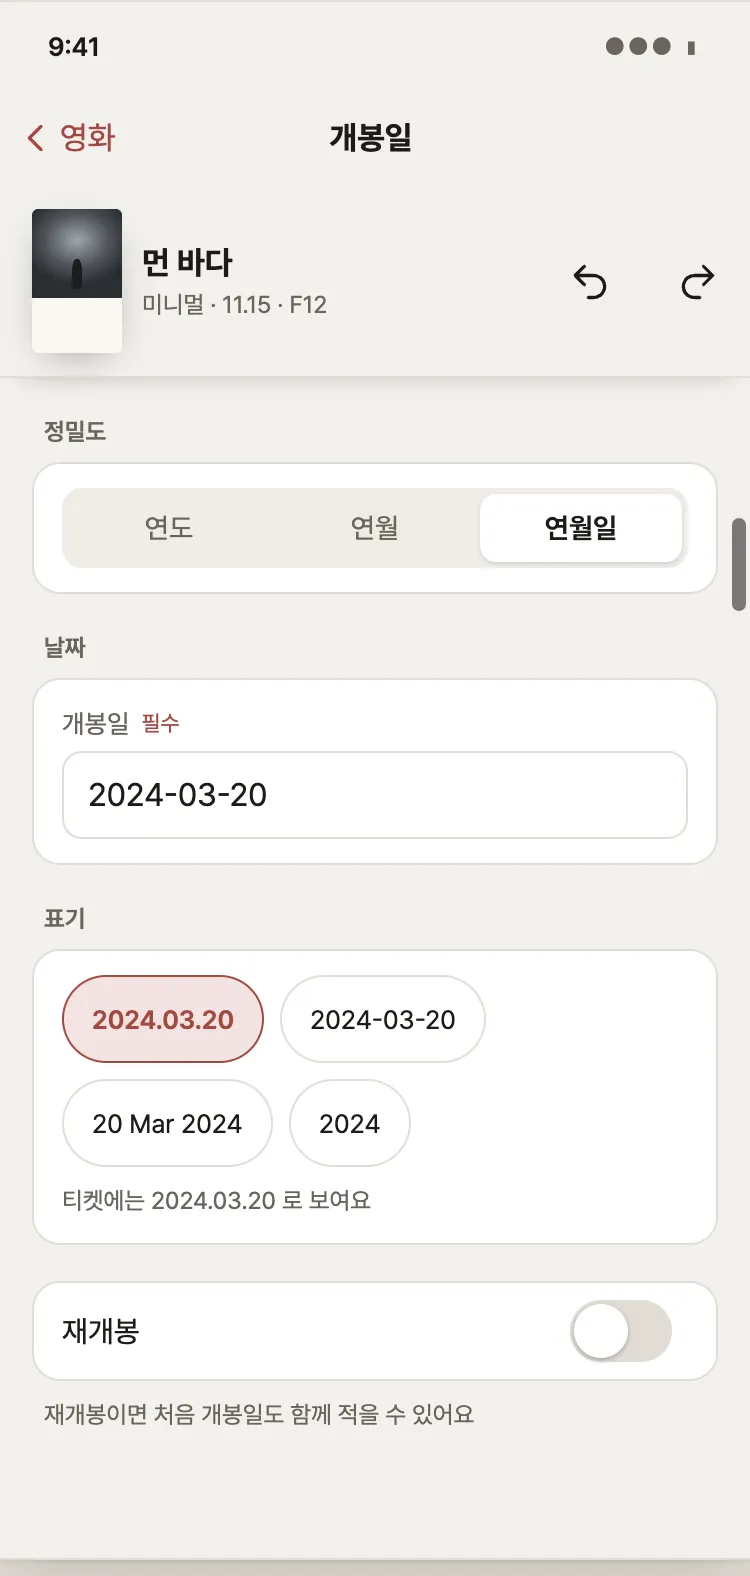 9:41
영화
개봉일
먼 바다
미니멀 · 11.15 · F12
정밀도
연도 연월 연월일
날짜
개봉일 필수
2024-03-20
표기
2024.03.20 2024-03-20
20 Mar 2024 2024
티켓에는 2024.03.20 로 보여요
재개봉
재개봉이면 처음 개봉일도 함께 적을 수 있어요